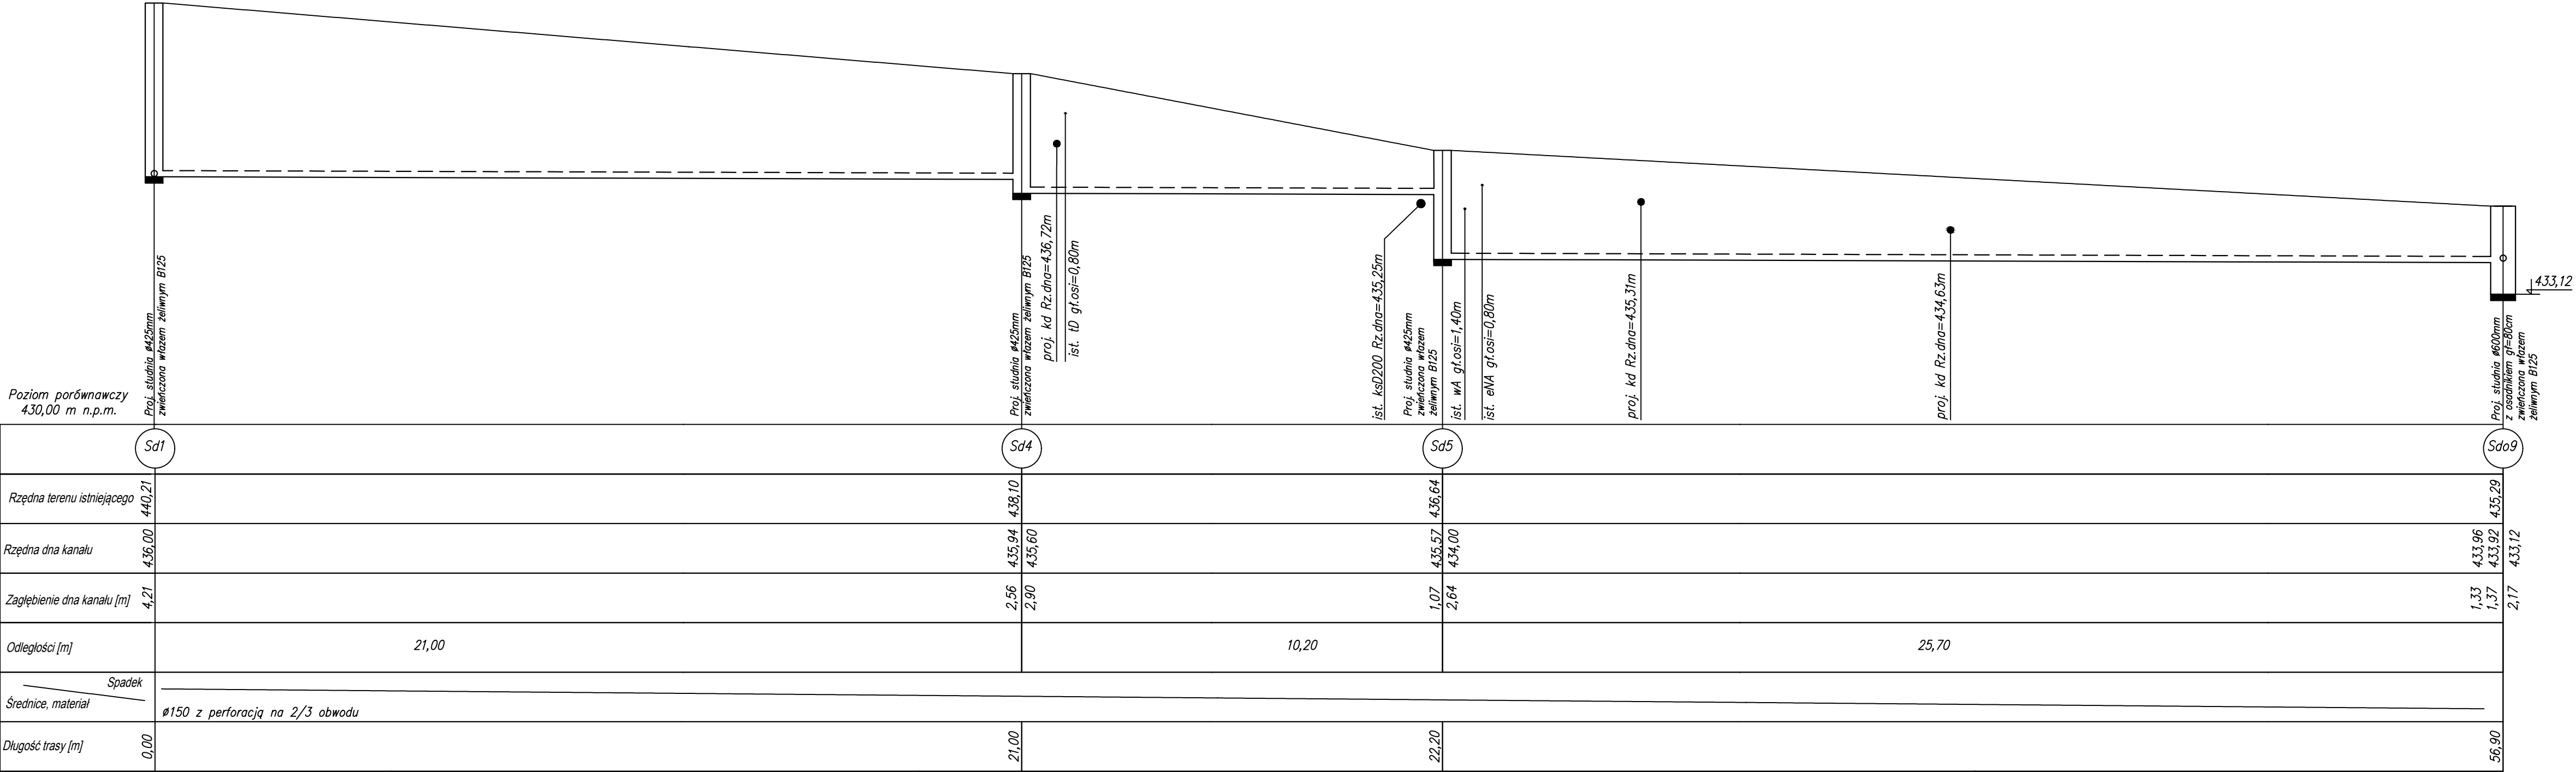 Proj. studnia ø425mm
zwieńczona włazem żeliwnym B125
Proj. studnia ø425mm
zwieńczona włazem żeliwnym B125
proj. kd Rz.dna=436,72m
ist. tD gł.osi=0,80m
ist. ksD200 Rz.dna=435,25m
Proj. studnia ø425mm
zwieńczona włazem
żeliwnym B125
ist. wA gł.osi=1,40m
ist. eNA gł.osi=0,80m
proj. kd Rz.dna=435,31m
proj. kd Rz.dna=434,63m
Proj. studnia ø600mm
z osadnikiem gł=80cm
zwieńczona włazem
żeliwnym B125
433,12
Poziom porównawczy
430,00 m n.p.m.
Sd1 Sd4 Sd5 Sdo9
Rzędna terenu istniejącego 440,21 438,10 436,64 435,29
Rzędna dna kanału 436,00 435,94 435,60 435,57 434,00 433,96 433,92 433,12
Zagłębienie dna kanału [m] 4,21 2,56 2,90 1,07 2,64 1,33 1,37 2,17
Odległości [m] 21,00 10,20 25,70
Spadek
Średnice, materiał
ø150 z perforacją na 2/3 obwodu
Długość trasy [m] 0,00 21,00 22,20 56,90